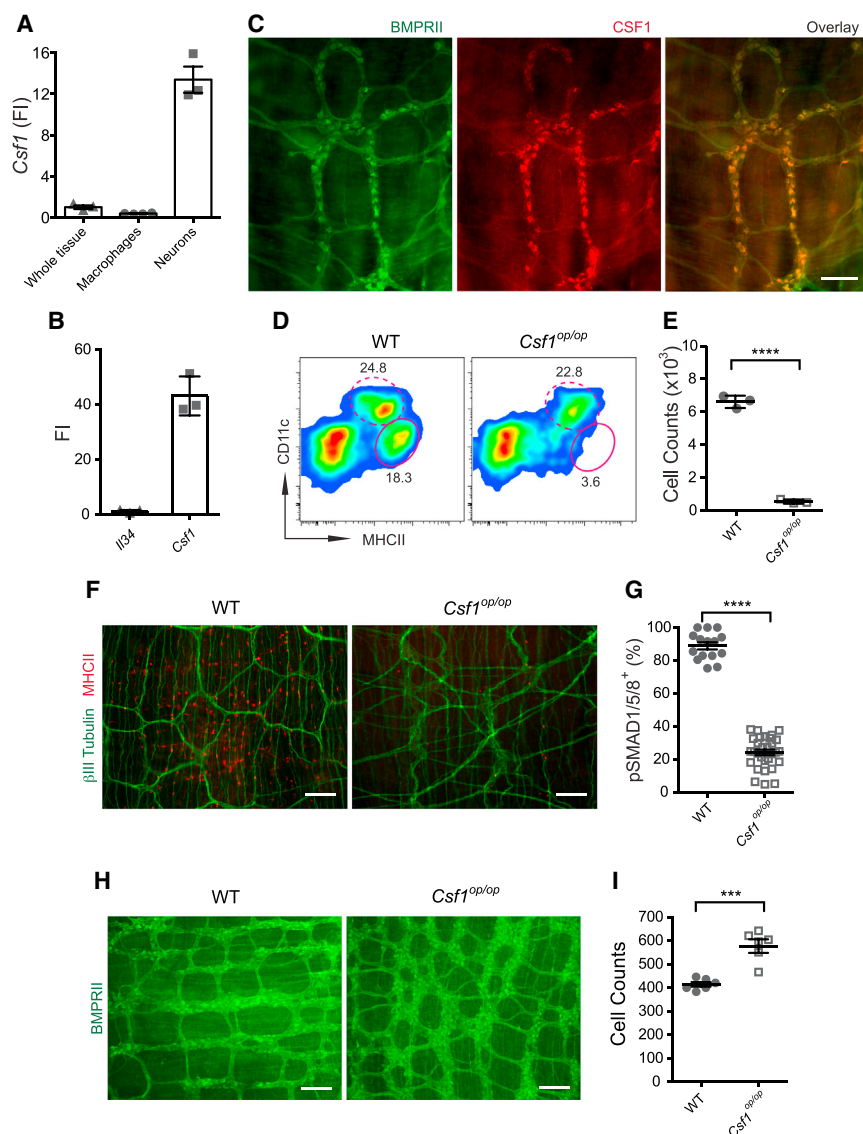 A
Csf1 (FI)
16
12
8
4
0
Whole tissue
Macrophages
Neurons
B
FI
60
40
20
0
Il34
Csf1
C
BMPRII
CSF1
Overlay
D
WT
Csf1op/op
24.8
18.3
22.8
3.6
CD11c
MHCII
E
Cell Counts (x10³)
8
6
4
2
0
****
WT
Csf1op/op
F
WT
Csf1op/op
βIII Tubulin MHCII
G
pSMAD1/5/8+ (%)
100
80
60
40
20
0
****
WT
Csf1op/op
H
WT
Csf1op/op
BMPRII
I
Cell Counts
700
600
500
400
300
200
100
0
***
WT
Csf1op/op